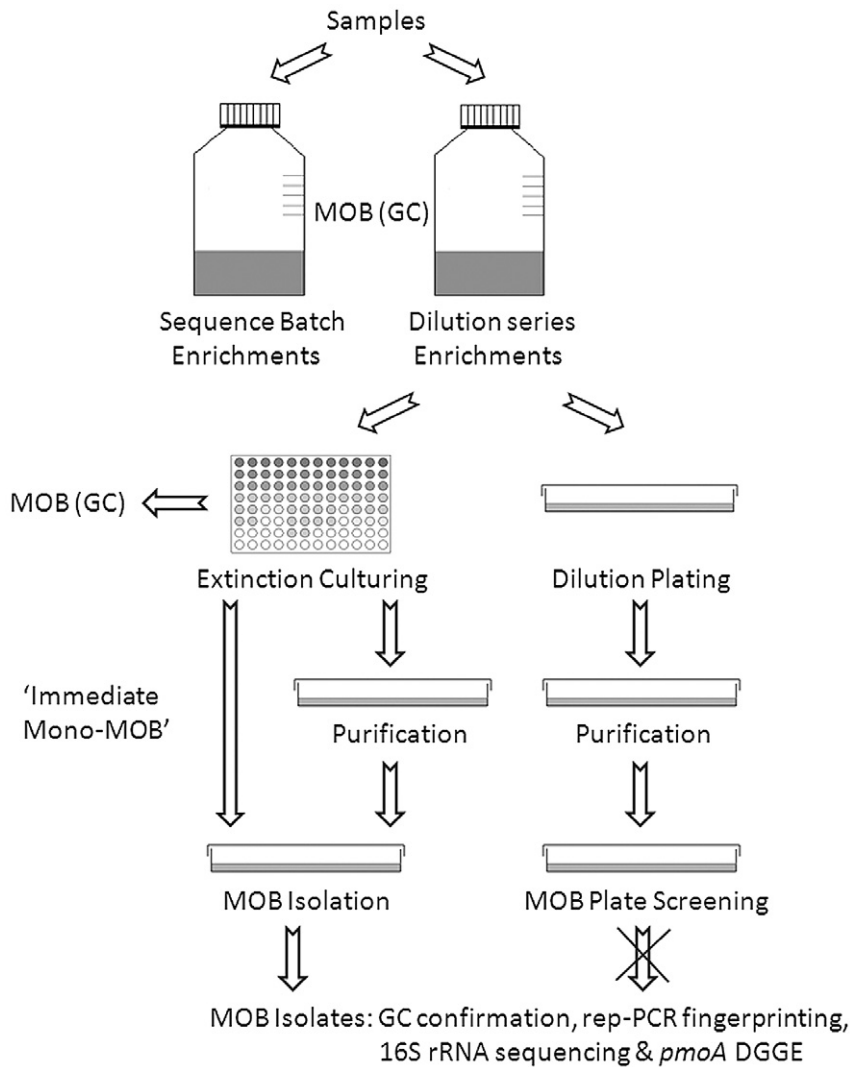 Samples
MOB (GC)
Sequence Batch
Enrichments
Dilution series
Enrichments
MOB (GC)
Extinction Culturing
Dilution Plating
‘Immediate
Mono-MOB’
Purification
Purification
MOB Isolation
MOB Plate Screening
MOB Isolates: GC confirmation, rep-PCR fingerprinting,
16S rRNA sequencing & pmoA DGGE